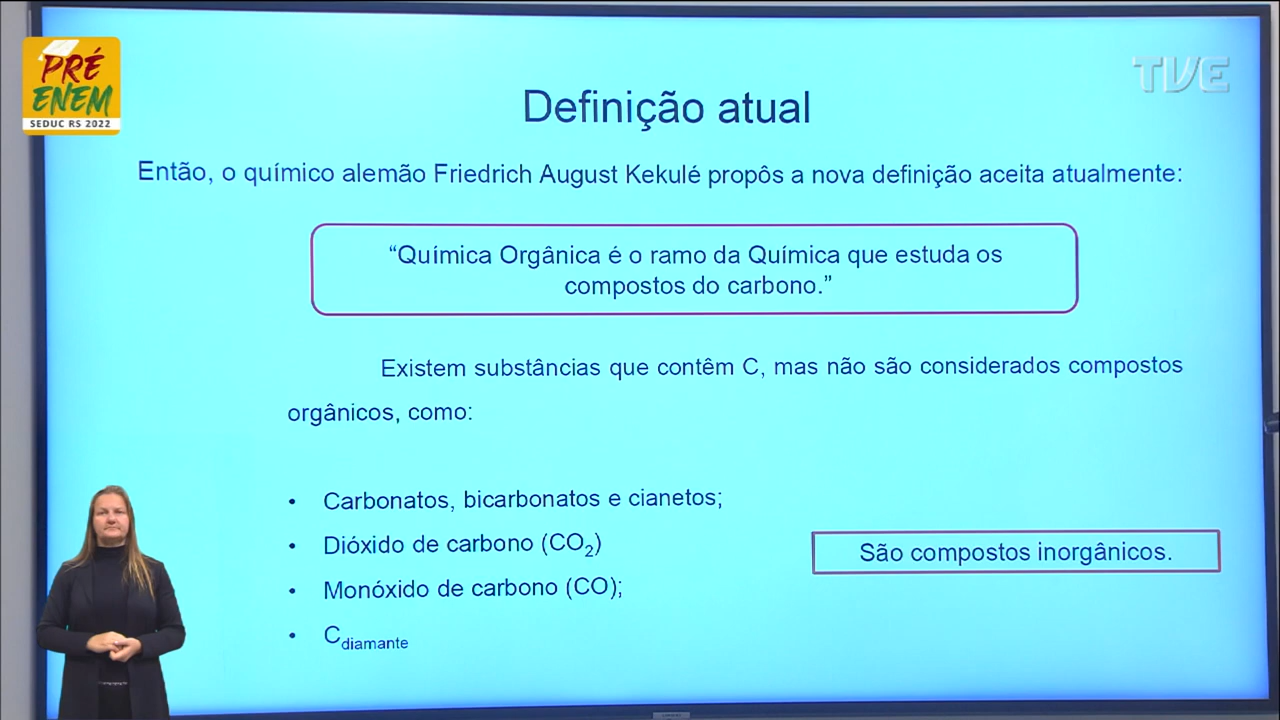 PRÉ
ENEM
SEDUC RS 2022
TVE
Definição atual
Então, o químico alemão Friedrich August Kekulé propôs a nova definição aceita atualmente:
“Química Orgânica é o ramo da Química que estuda os
compostos do carbono.”
Existem substâncias que contêm C, mas não são considerados compostos
orgânicos, como:
• Carbonatos, bicarbonatos e cianetos;
• Dióxido de carbono (CO₂)
• Monóxido de carbono (CO);
• C diamante
São compostos inorgânicos.